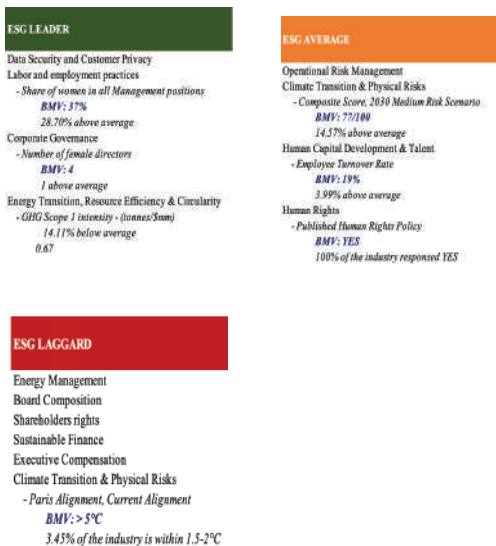 ESG LEADER
Data Security and Customer Privacy
Labor and employment practices
- Share of women in all Management positions
BMV: 37%
28.70% above average
Corporate Governance
- Number of female directors
BMV: 4
1 above average
Energy Transition, Resource Efficiency & Circularity
- GHG Scope 1 intensity - (tonnes/$mm)
14.11% below average
0.67
ESG AVERAGE
Operational Risk Management
Climate Transition & Physical Risks
- Composite Score, 2030 Medium Risk Scenario
BMV: 77/100
14.57% above average
Human Capital Development & Talent
- Employee Turnover Rate
BMV: 19%
3.99% above average
Human Rights
- Published Human Rights Policy
BMV: YES
100% of the industry responsed YES
ESG LAGGARD
Energy Management
Board Composition
Shareholders rights
Sustainable Finance
Executive Compensation
Climate Transition & Physical Risks
- Paris Alignment, Current Alignment
BMV: > 5°C
3.45% of the industry is within 1.5-2°C